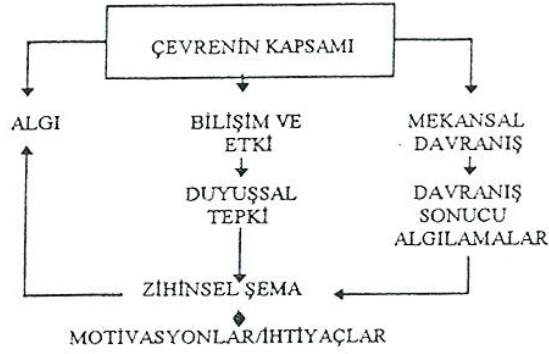 ÇEVRENİN KAPSAMI
ALGI
BİLİŞİM VE
ETKİ
MEKANSAL
DAVRANIŞ
DUYUŞSAL
TEPKİ
DAVRANIŞ
SONUCU
ALGILAMALAR
ZİHİNSEL ŞEMA
MOTİVASYONLAR/İHTİYAÇLAR